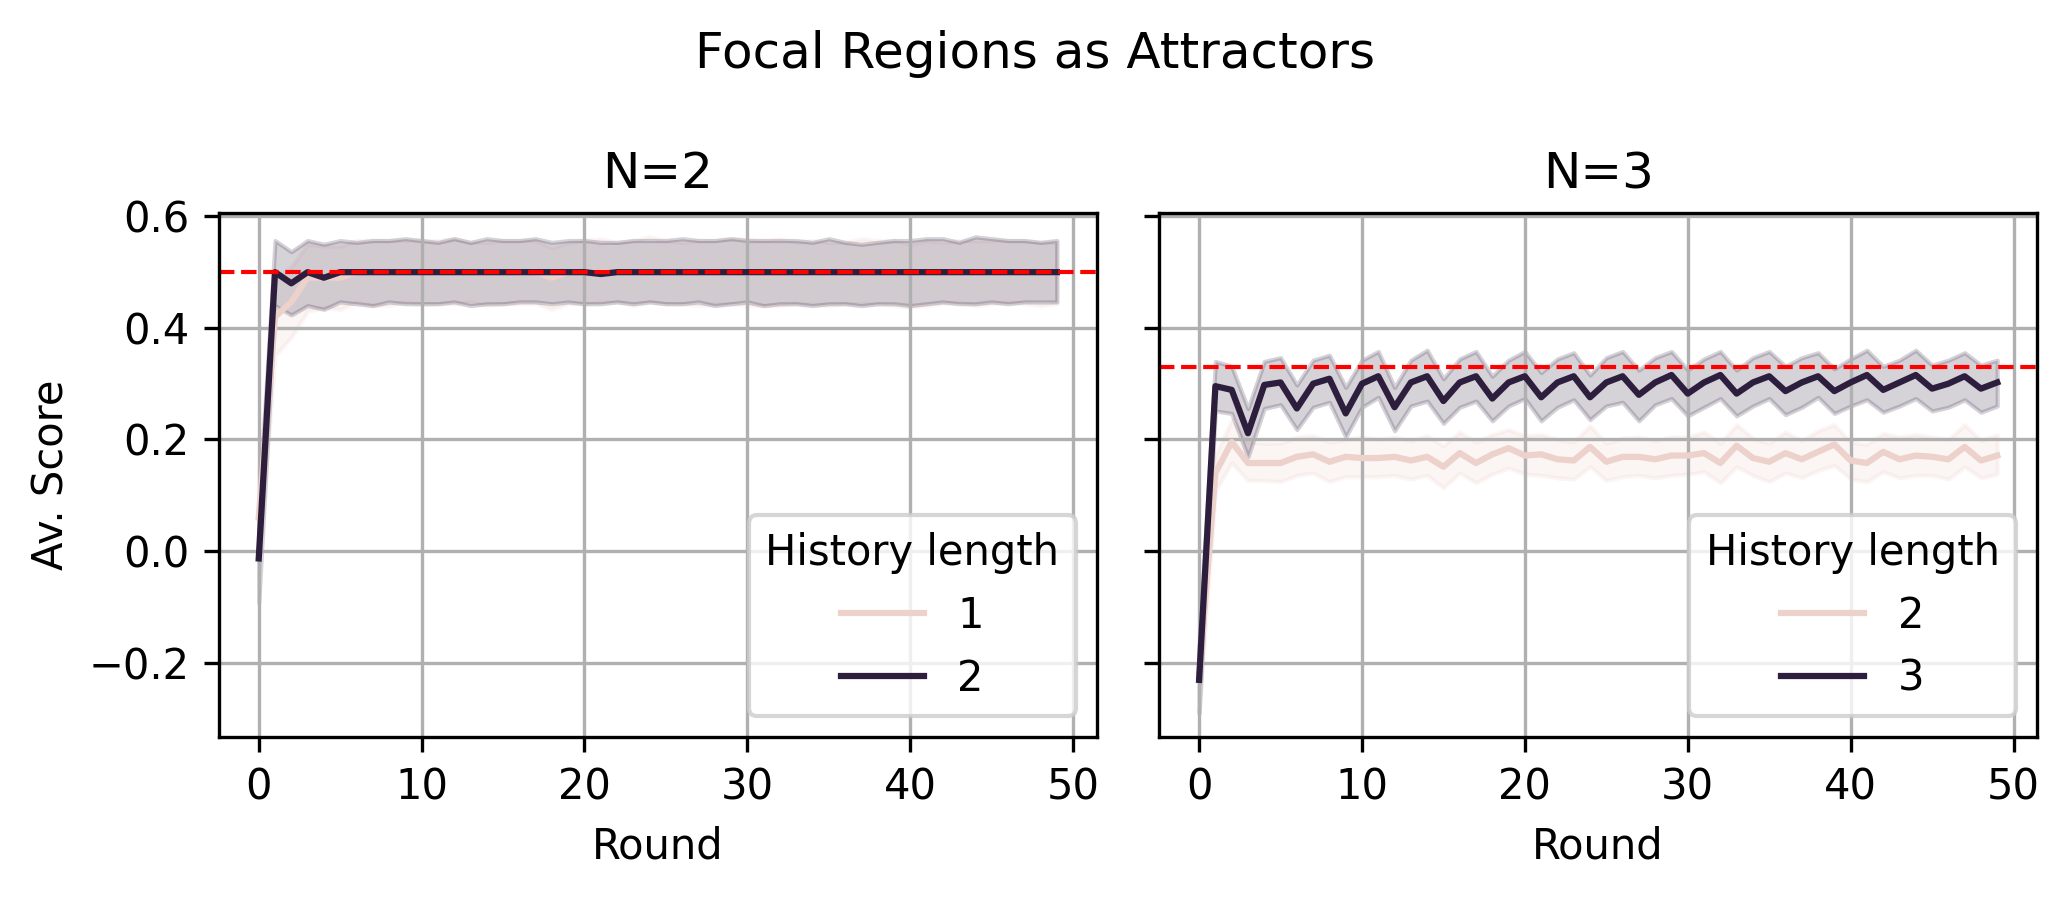 Focal Regions as Attractors
N=2
Av. Score
0.6
0.4
0.2
0.0
−0.2
History length
1
2
0 10 20 30 40 50
Round
N=3
History length
2
3
0 10 20 30 40 50
Round